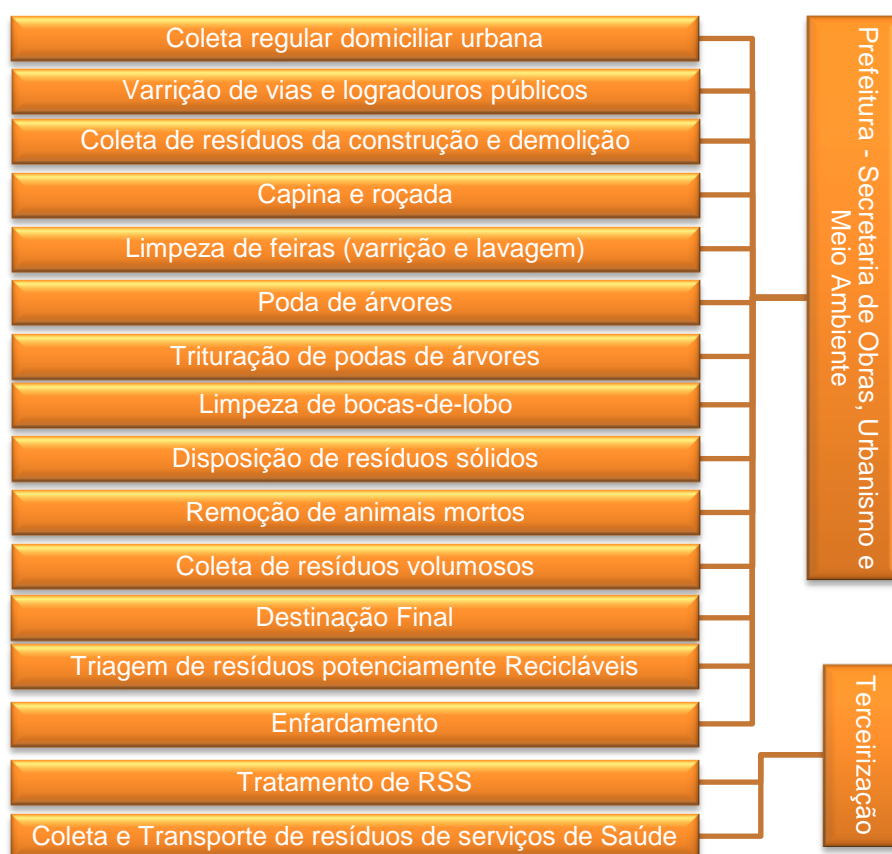 Coleta regular domiciliar urbana
Varrição de vias e logradouros públicos
Coleta de resíduos da construção e demolição
Capina e roçada
Limpeza de feiras (varrição e lavagem)
Poda de árvores
Trituração de podas de árvores
Limpeza de bocas-de-lobo
Disposição de resíduos sólidos
Remoção de animais mortos
Coleta de resíduos volumosos
Destinação Final
Triagem de resíduos potenciamente Recicláveis
Enfardamento
Tratamento de RSS
Coleta e Transporte de resíduos de serviços de Saúde
Prefeitura - Secretaria de Obras, Urbanismo e
Meio Ambiente
Terceirização